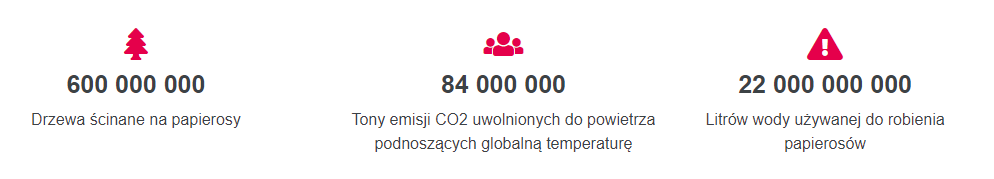 600 000 000
Drzewa ścinane na papierosy
84 000 000
Tony emisji CO2 uwolnionych do powietrza
podnoszących globalną temperaturę
22 000 000 000
Litrów wody używanej do robienia
papierosów